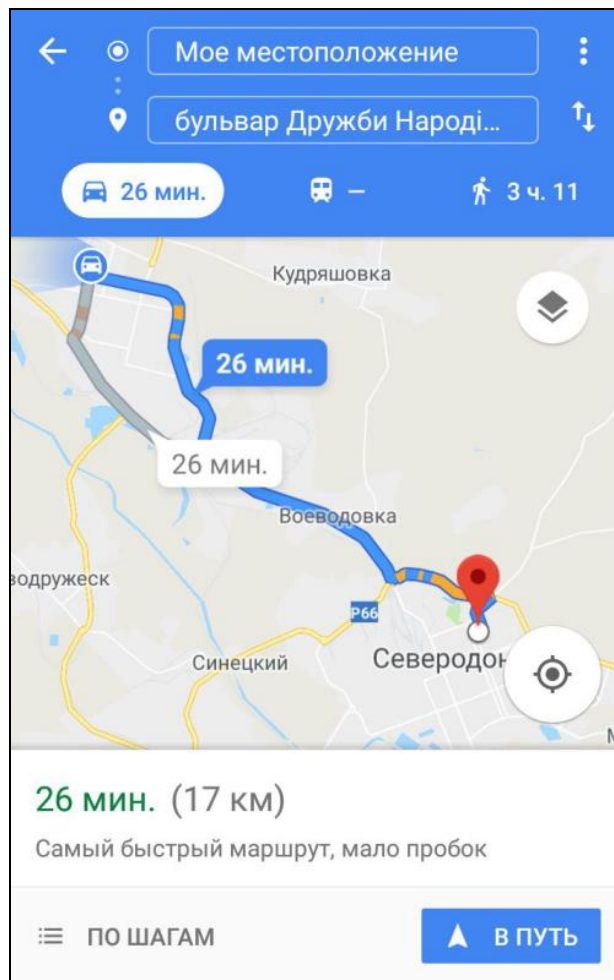 Мое местоположение
бульвар Дружби Народі...
26 мин.
–
3 ч. 11
Кудряшовка
26 мин.
26 мин.
Воеводовка
водружеск
P66
Синецкий
Северодон
26 мин. (17 км)
Самый быстрый маршрут, мало пробок
ПО ШАГАМ
В ПУТЬ